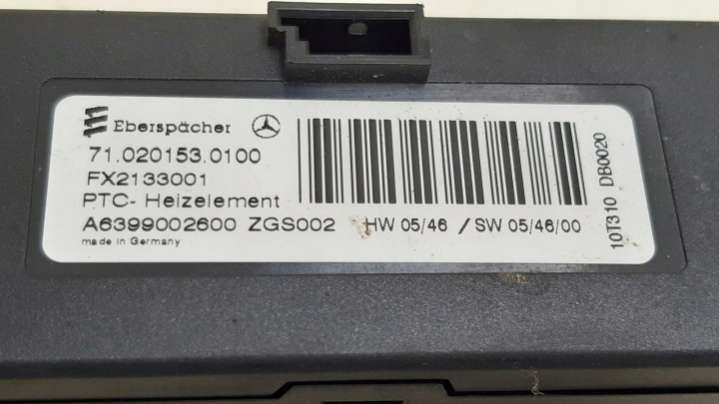 Eberspächer
71.020153.0100
FX2133001
PTC- Heizelement
A6399002600 ZGS002 HW 05/46 / SW 05/46/00
made in Germany
10T310 DB0020